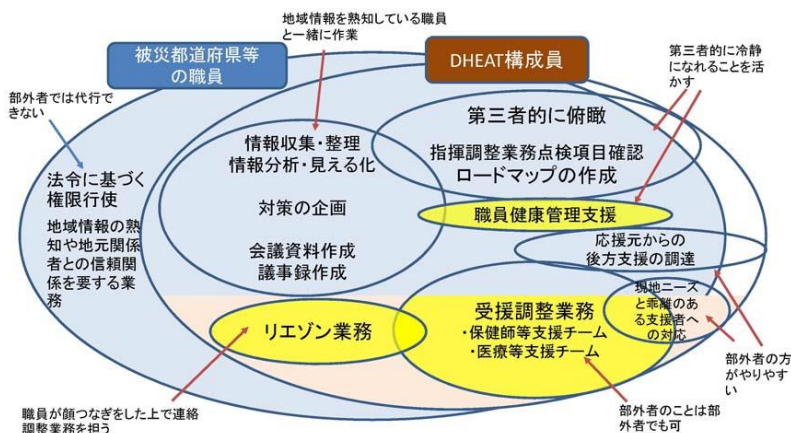 地域情報を熟知している職員
と一緒に作業
被災都道府県等
の職員
DHEAT構成員
第三者的に冷静
になれることを活
かす
部外者では代行で
きない
第三者的に俯瞰
指揮調整業務点検項目確認
ロードマップの作成
情報収集・整理
情報分析・見える化
対策の企画
会議資料作成
議事録作成
法令に基づく
権限行使
地域情報の熟
知や地元関係
者との信頼関
係を要する業
務
職員健康管理支援
応援元からの
後方支援の調達
現地ニーズ
と乖離のあ
る支援者へ
の対応
受援調整業務
・保健師等支援チーム
・医療等支援チーム
リエゾン業務
部外者の方
がやりやす
い
職員が顔つなぎをした上で連絡
調整業務を担う
部外者のことは部
外者でも可